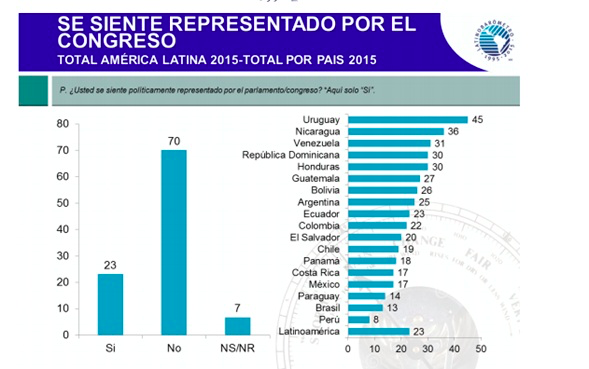 SE SIENTE REPRESENTADO POR EL
CONGRESO
TOTAL AMÉRICA LATINA 2015-TOTAL POR PAIS 2015
P. ¿Usted se siente políticamente representado por el parlamento/congreso? *Aquí solo "Sí".
80
70
60
50
40
30
20
10
0
23
70
7
Si
No
NS/NR
Uruguay 45
Nicaragua 36
Venezuela 31
República Dominicana 30
Honduras 30
Guatemala 27
Bolivia 26
Argentina 25
Ecuador 23
Colombia 22
El Salvador 20
Chile 19
Panamá 18
Costa Rica 17
México 17
Paraguay 14
Brasil 13
Perú 8
Latinoamérica 23
0 10 20 30 40 50